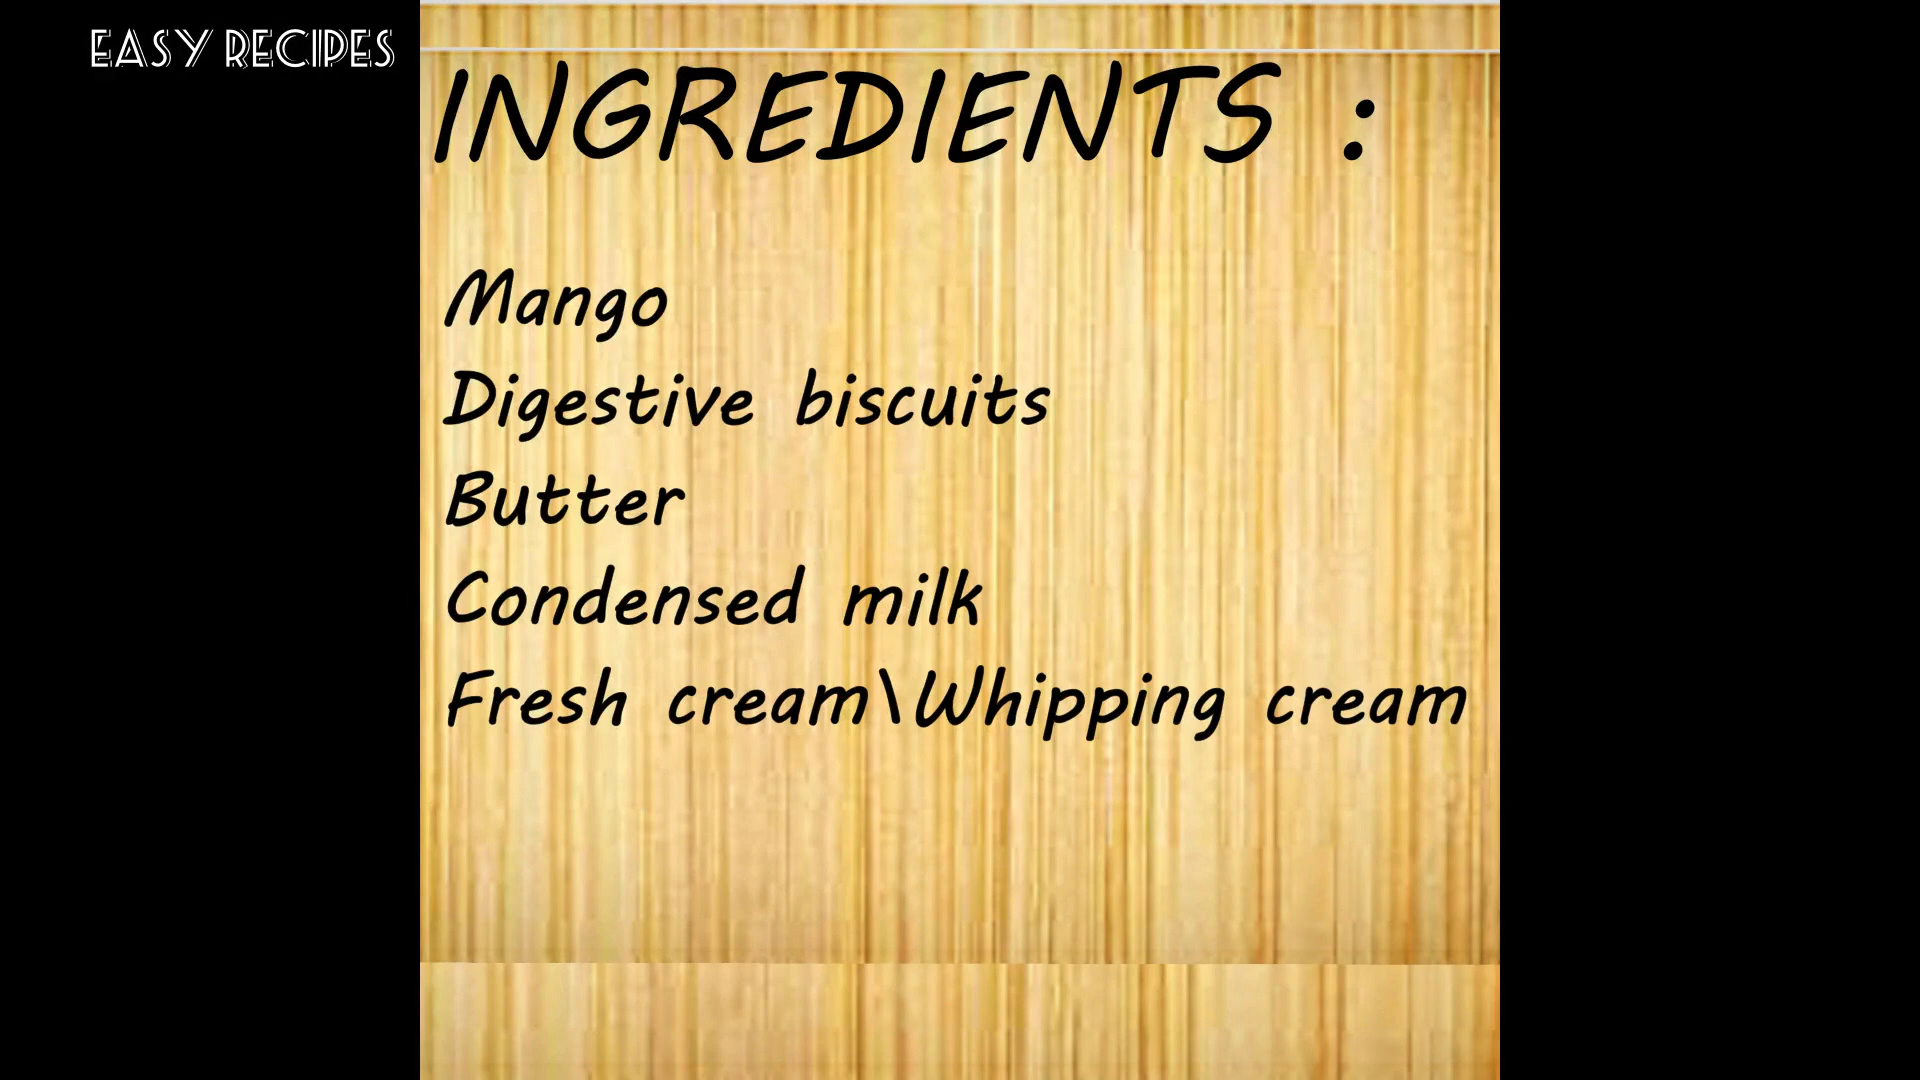 EASY RECIPES
INGREDIENTS :
Mango
Digestive biscuits
Butter
Condensed milk
Fresh cream\Whipping cream